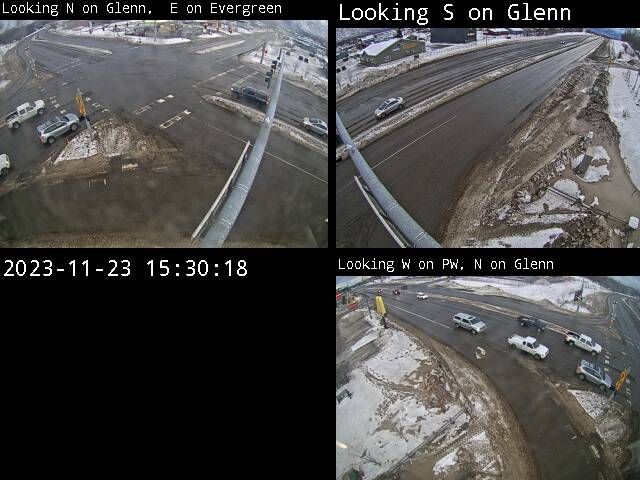 Looking N on Glenn,  E on Evergreen
Looking S on Glenn
2023-11-23 15:30:18
Looking W on PW, N on Glenn